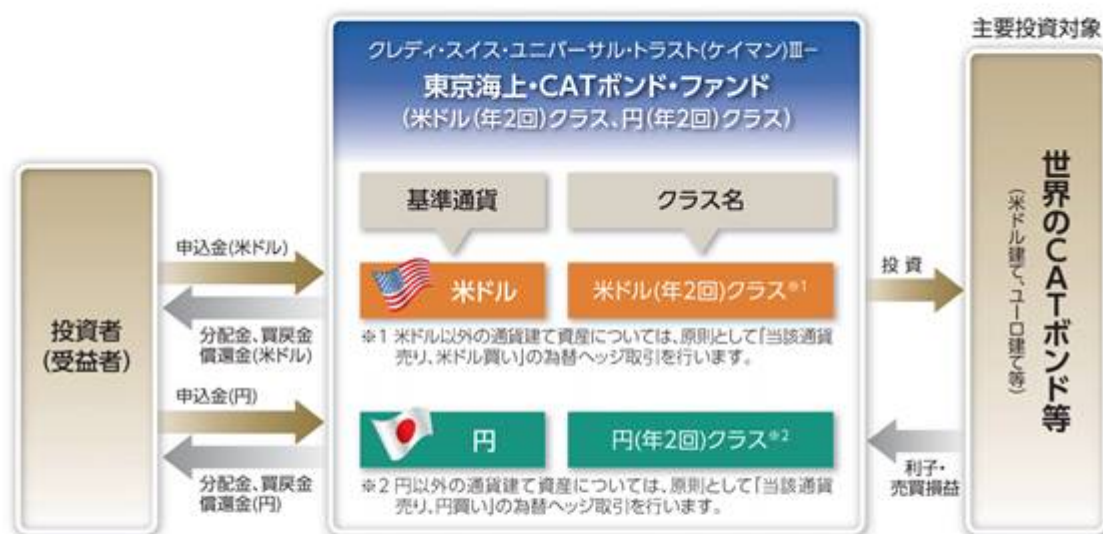 主要投資対象
クレディ・スイス・ユニバーサル・トラスト(ケイマン)Ⅲ－
東京海上・CATボンド・ファンド
(米ドル(年2回)クラス、円(年2回)クラス)
基準通貨
クラス名
申込金(米ドル)
米ドル
米ドル(年2回)クラス※1
投資
分配金、買戻金
償還金(米ドル)
※1 米ドル以外の通貨建て資産については、原則として「当該通貨
売り、米ドル買い」の為替ヘッジ取引を行います。
投資者
(受益者)
申込金(円)
円
円(年2回)クラス※2
分配金、買戻金
償還金(円)
※2 円以外の通貨建て資産については、原則として「当該通貨
売り、円買い」の為替ヘッジ取引を行います。
世界のCATボンド等
(米ドル建て、ユーロ建て等)
利子・
売買損益